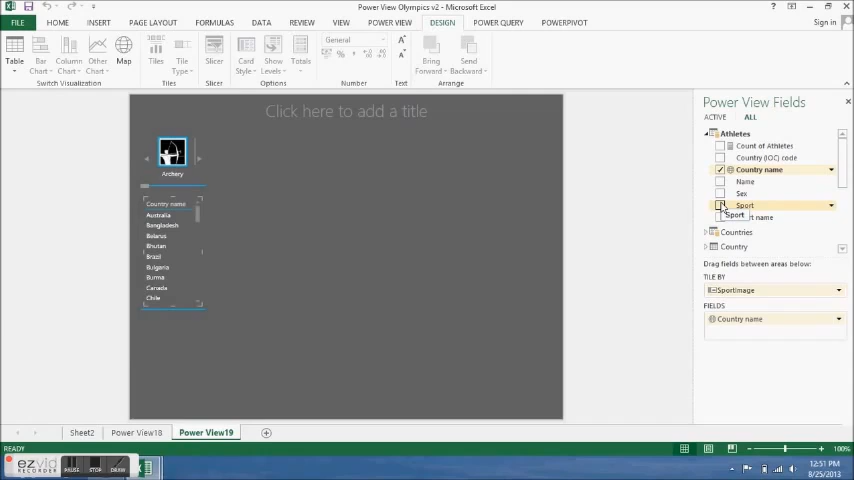 Power View Olympics v2 - Microsoft Excel
FILE HOME INSERT PAGE LAYOUT FORMULAS DATA REVIEW VIEW POWER VIEW DESIGN POWER QUERY POWERPIVOT Sign in
Table
Bar Chart
Column Chart
Other Chart
Map
Tiles
Tile Type
Slicer
Card Style
Show Levels
Totals
General
Bring Forward
Send Backward
Switch Visualization Tiles Slicer Options Number Text Arrange
Click here to add a title
Archery
Country name
Australia
Bangladesh
Belarus
Bhutan
Brazil
Bulgaria
Burma
Canada
Chile
Power View Fields
ACTIVE ALL
Athletes
Count of Athletes
Country (IOC) code
Country name
Name
Sex
Sport
Sport
name
Countries
Country
Drag fields between areas below:
TILE BY
SportImage
FIELDS
Country name
Sheet2 Power View18 Power View19
READY 100%
ezvid
RECORDER
PAUSE STOP DRAW
12:51 PM
8/25/2013